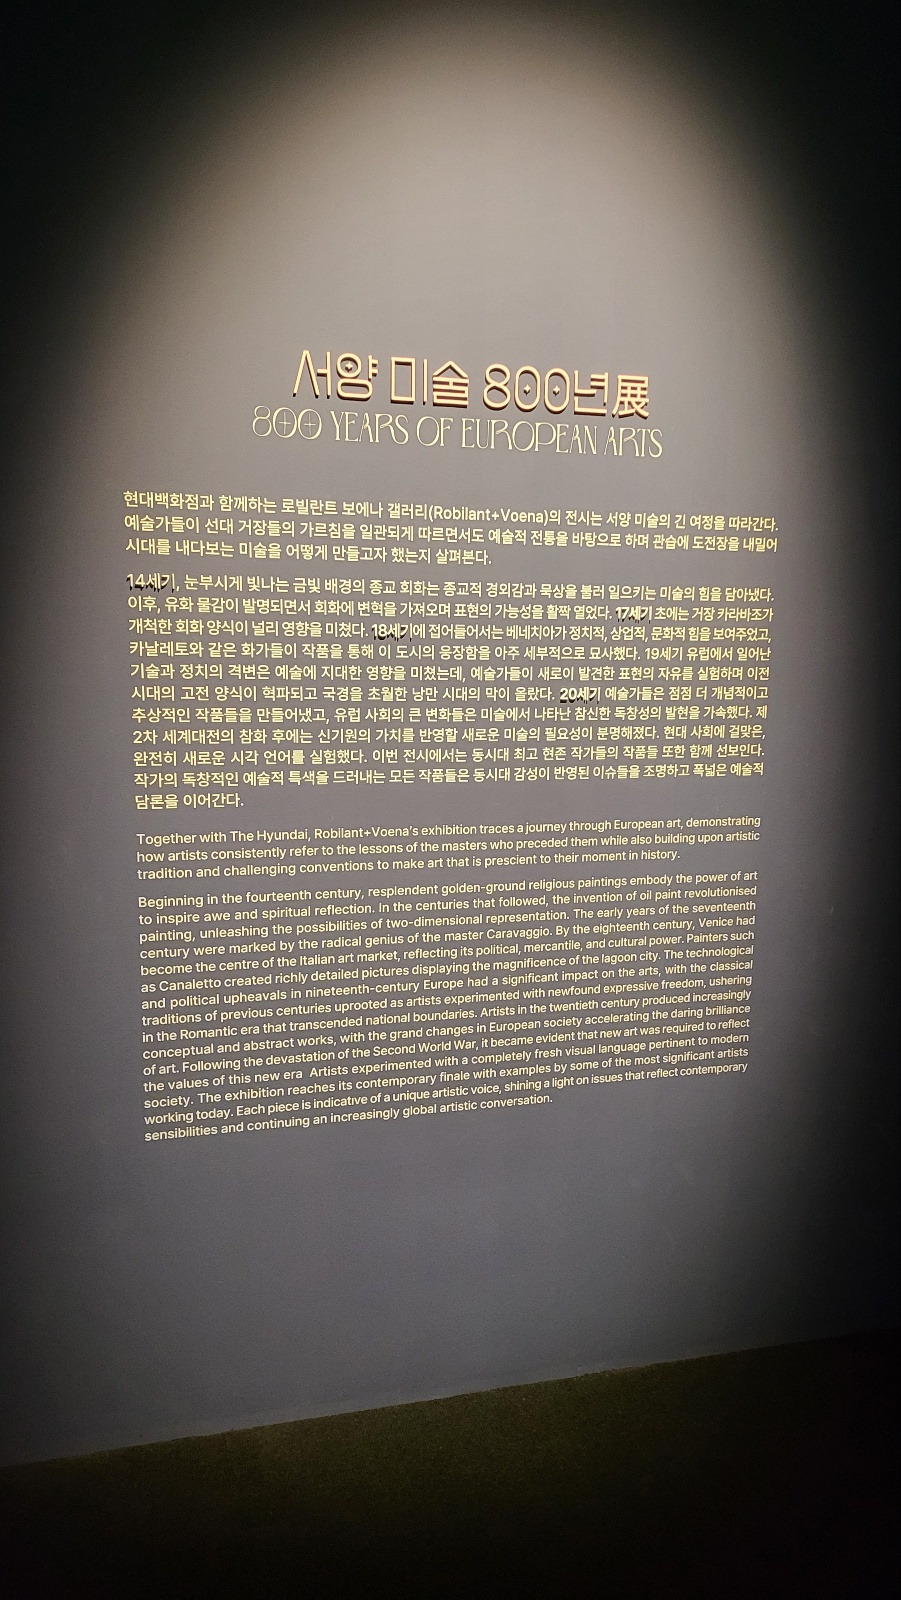 서양 미술 800년展
800 YEARS OF EUROPEAN ARTS
현대백화점과 함께하는 로빌란트 보에나 갤러리(Robilant+Voena)의 전시는 서양 미술의 긴 여정을 따라간다.
예술가들이 선대 거장들의 가르침을 일관되게 따르면서도 예술적 전통을 바탕으로 하며 관습에 도전장을 내밀어
시대를 내다보는 미술을 어떻게 만들고자 했는지 살펴본다.
14세기, 눈부시게 빛나는 금빛 배경의 종교 회화는 종교적 경외감과 묵상을 불러 일으키는 미술의 힘을 담아냈다.
이후, 유화 물감이 발명되면서 회화에 변혁을 가져오며 표현의 가능성을 활짝 열었다. 17세기 초에는 거장 카라바조가
개척한 회화 양식이 널리 영향을 미쳤다. 18세기에 접어들어서는 베네치아가 정치적, 상업적, 문화적 힘을 보여주었고,
카날레토와 같은 화가들이 작품을 통해 이 도시의 웅장함을 아주 세부적으로 묘사했다. 19세기 유럽에서 일어난
기술과 정치의 격변은 예술에 지대한 영향을 미쳤는데, 예술가들이 새로이 발견한 표현의 자유를 실험하며 이전
시대의 고전 양식이 혁파되고 국경을 초월한 낭만 시대의 막이 올랐다. 20세기 예술가들은 점점 더 개념적이고
추상적인 작품들을 만들어냈고, 유럽 사회의 큰 변화들은 미술에서 나타난 참신한 독창성의 발현을 가속했다. 제
2차 세계대전의 참화 후에는 신기원의 가치를 반영할 새로운 미술의 필요성이 분명해졌다. 현대 사회에 걸맞은,
완전히 새로운 시각 언어를 실험했다. 이번 전시에서는 동시대 최고 현존 작가들의 작품들 또한 함께 선보인다.
작가의 독창적인 예술적 특색을 드러내는 모든 작품들은 동시대 감성이 반영된 이슈들을 조명하고 폭넓은 예술적
담론을 이어간다.
Together with The Hyundai, Robilant+Voena's exhibition traces a journey through European art, demonstrating
how artists consistently refer to the lessons of the masters who preceded them while also building upon artistic
tradition and challenging conventions to make art that is prescient to their moment in history.
Beginning in the fourteenth century, resplendent golden-ground religious paintings embody the power of art
to inspire awe and spiritual reflection. In the centuries that followed, the invention of oil paint revolutionised
painting, unleashing the possibilities of two-dimensional representation. The early years of the seventeenth
century were marked by the radical genius of the master Caravaggio. By the eighteenth century, Venice had
become the centre of the Italian art market, reflecting its political, mercantile, and cultural power. Painters such
as Canaletto created richly detailed pictures displaying the magnificence of the lagoon city. The technological
and political upheavals in nineteenth-century Europe had a significant impact on the arts, with the classical
traditions of previous centuries uprooted as artists experimented with newfound expressive freedom, ushering
in the Romantic era that transcended national boundaries. Artists in the twentieth century produced increasingly
conceptual and abstract works, with the grand changes in European society accelerating the daring brilliance
of art. Following the devastation of the Second World War, it became evident that new art was required to reflect
the values of this new era  Artists experimented with a completely fresh visual language pertinent to modern
society. The exhibition reaches its contemporary finale with examples by some of the most significant artists
working today. Each piece is indicative of a unique artistic voice, shining a light on issues that reflect contemporary
sensibilities and continuing an increasingly global artistic conversation.